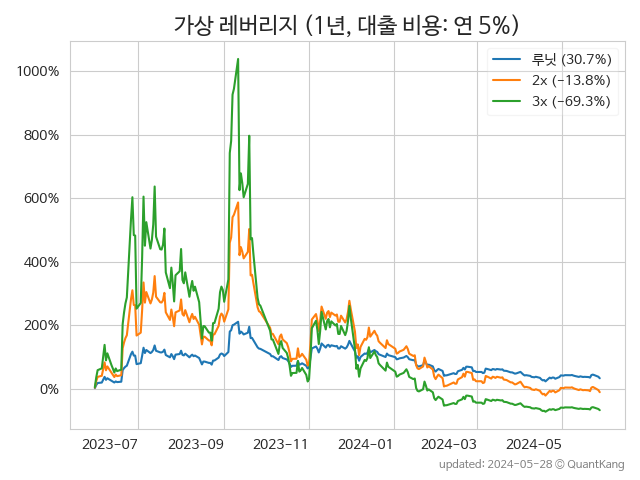 가상 레버리지 (1년, 대출 비용: 연 5%)
루닛 (30.7%)
2x (−13.8%)
3x (−69.3%)
1000%
800%
600%
400%
200%
0%
2023-07
2023-09
2023-11
2024-01
2024-03
2024-05
updated: 2024-05-28 © QuantKang